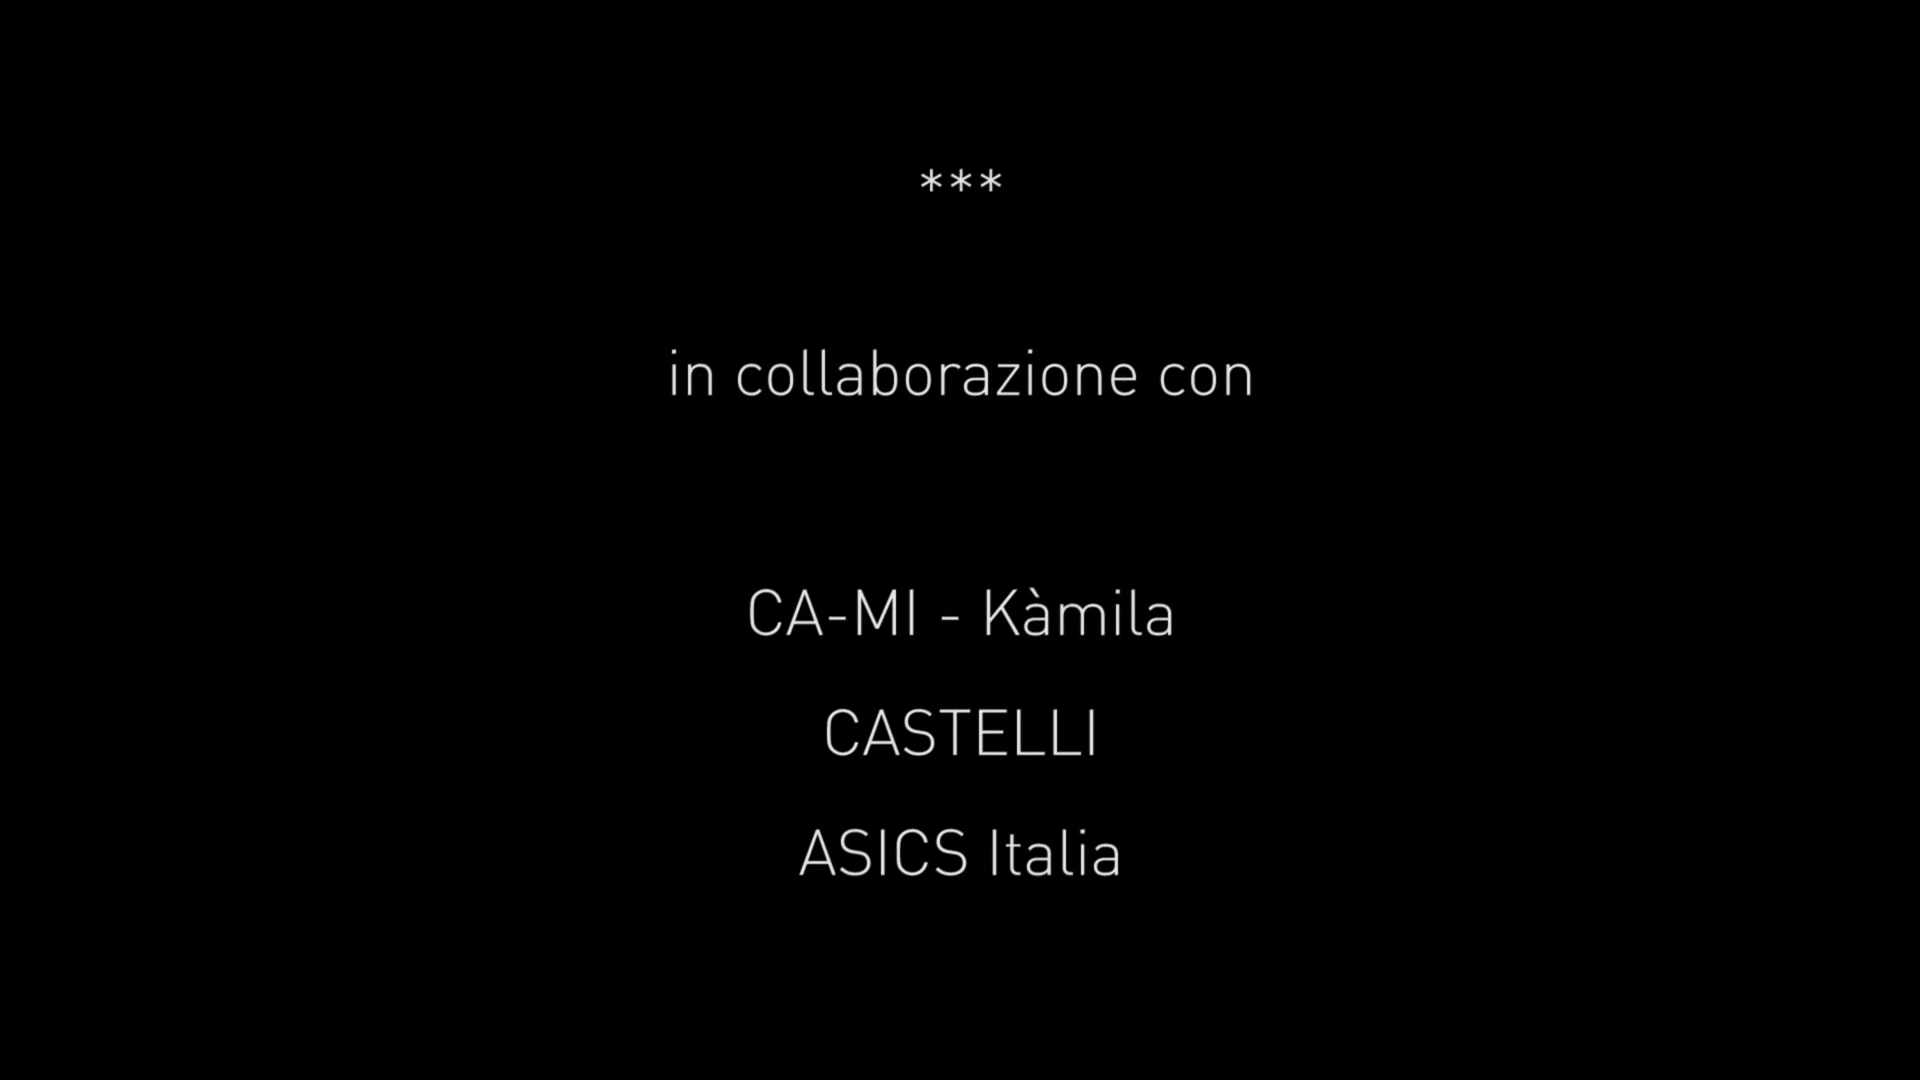 ***
in collaborazione con
CA-MI - Kàmila
CASTELLI
ASICS Italia